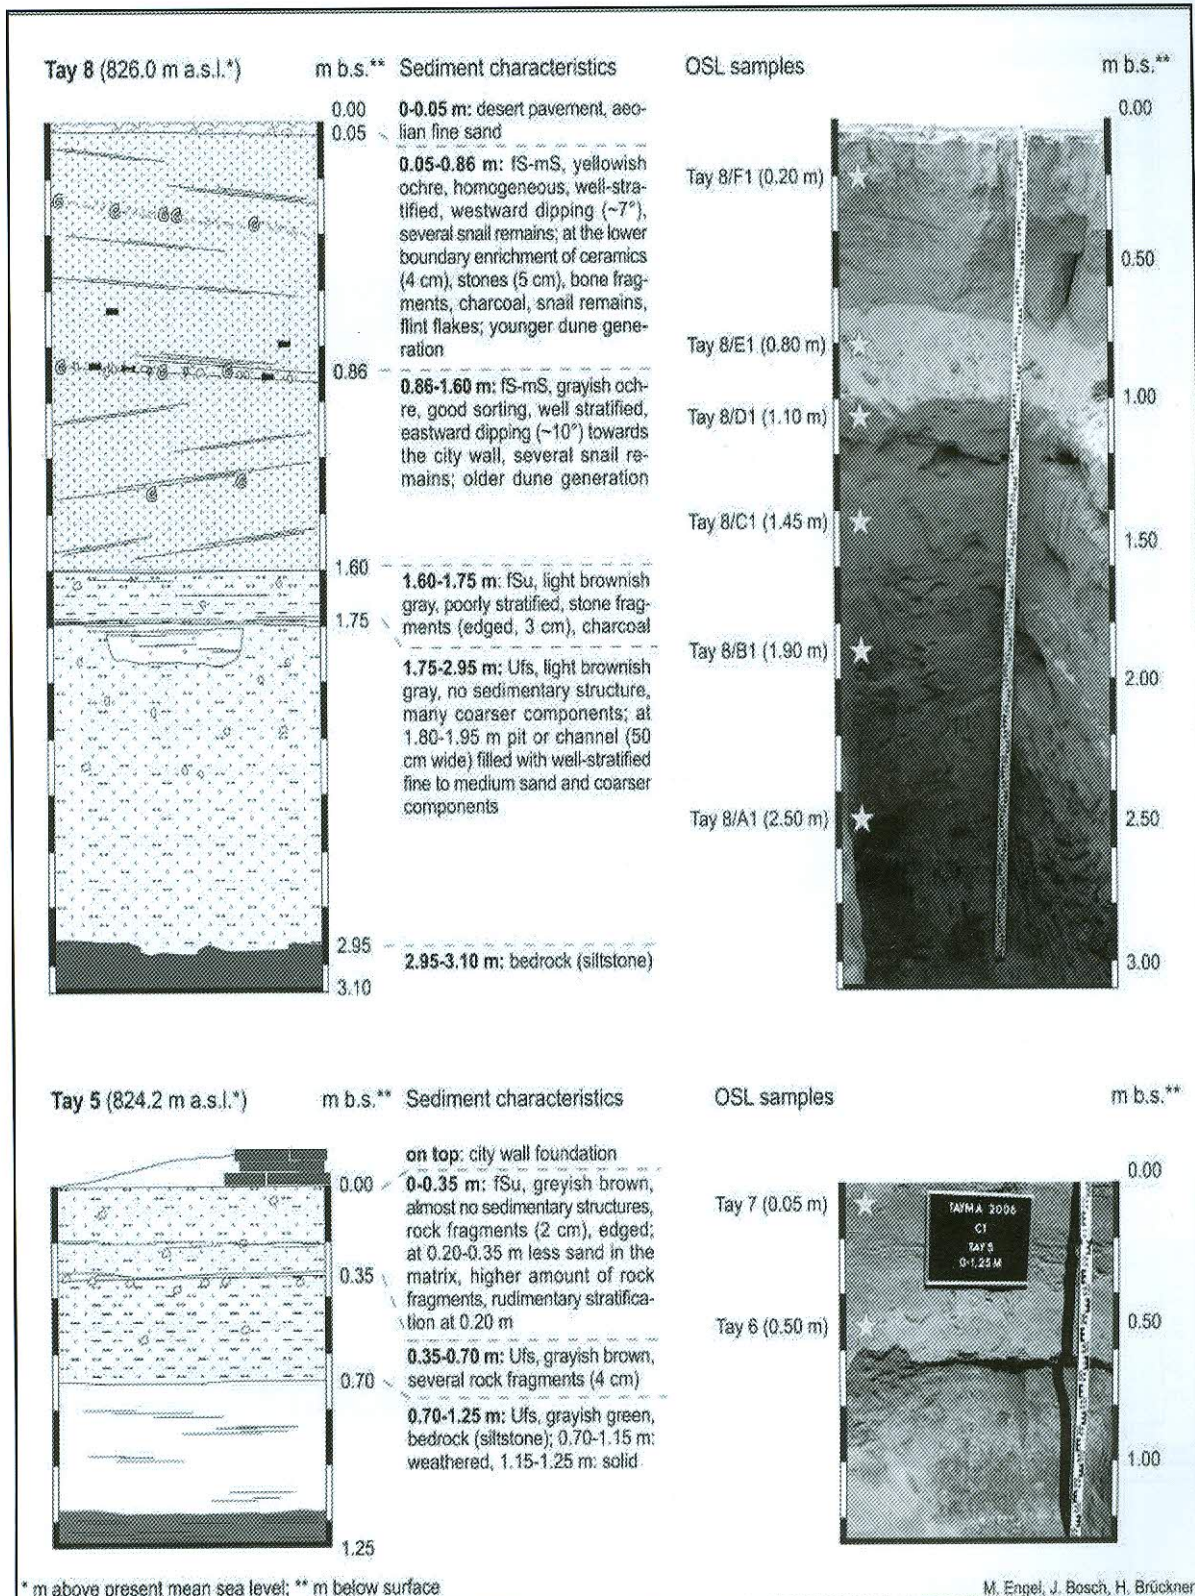 Tay 8 (826.0 m a.s.l.*)
m b.s.**
Sediment characteristics
0.00
0.05
0.86
1.60
1.75
2.95
3.10
0-0.05 m: desert pavement, aeo-
lian fine sand
0.05-0.86 m: fS-mS, yellowish
ochre, homogeneous, well-stra-
tified, westward dipping (~7°),
several snail remains; at the lower
boundary enrichment of ceramics
(4 cm), stones (5 cm), bone frag-
ments, charcoal, snail remains,
flint flakes; younger dune gene-
ration
0.86-1.60 m: fS-mS, grayish och-
re, good sorting, well stratified,
eastward dipping (~10°) towards
the city wall, several snail re-
mains; older dune generation
1.60-1.75 m: fSu, light brownish
gray, poorly stratified, stone frag-
ments (edged, 3 cm), charcoal
1.75-2.95 m: Ufs, light brownish
gray, no sedimentary structure,
many coarser components; at
1.80-1.95 m pit or channel (50
cm wide) filled with well-stratified
fine to medium sand and coarser
components
2.95-3.10 m: bedrock (siltstone)
OSL samples
m b.s.**
Tay 8/F1 (0.20 m)
Tay 8/E1 (0.80 m)
Tay 8/D1 (1.10 m)
Tay 8/C1 (1.45 m)
Tay 8/B1 (1.90 m)
Tay 8/A1 (2.50 m)
0.00
0.50
1.00
1.50
2.00
2.50
3.00
Tay 5 (824.2 m a.s.l.*)
m b.s.**
Sediment characteristics
0.00
0.35
0.70
1.25
on top: city wall foundation
0-0.35 m: fSu, greyish brown,
almost no sedimentary structures,
rock fragments (2 cm), edged;
at 0.20-0.35 m less sand in the
matrix, higher amount of rock
fragments, rudimentary stratifica-
tion at 0.20 m
0.35-0.70 m: Ufs, grayish brown,
several rock fragments (4 cm)
0.70-1.25 m: Ufs, grayish green,
bedrock (siltstone); 0.70-1.15 m:
weathered, 1.15-1.25 m: solid
OSL samples
m b.s.**
Tay 7 (0.05 m)
Tay 6 (0.50 m)
TAYMA 2006
C1
TAY 5
0-1,25 M
0.00
0.50
1.00
* m above present mean sea level; ** m below surface
M. Engel, J. Bosch, H. Brückner